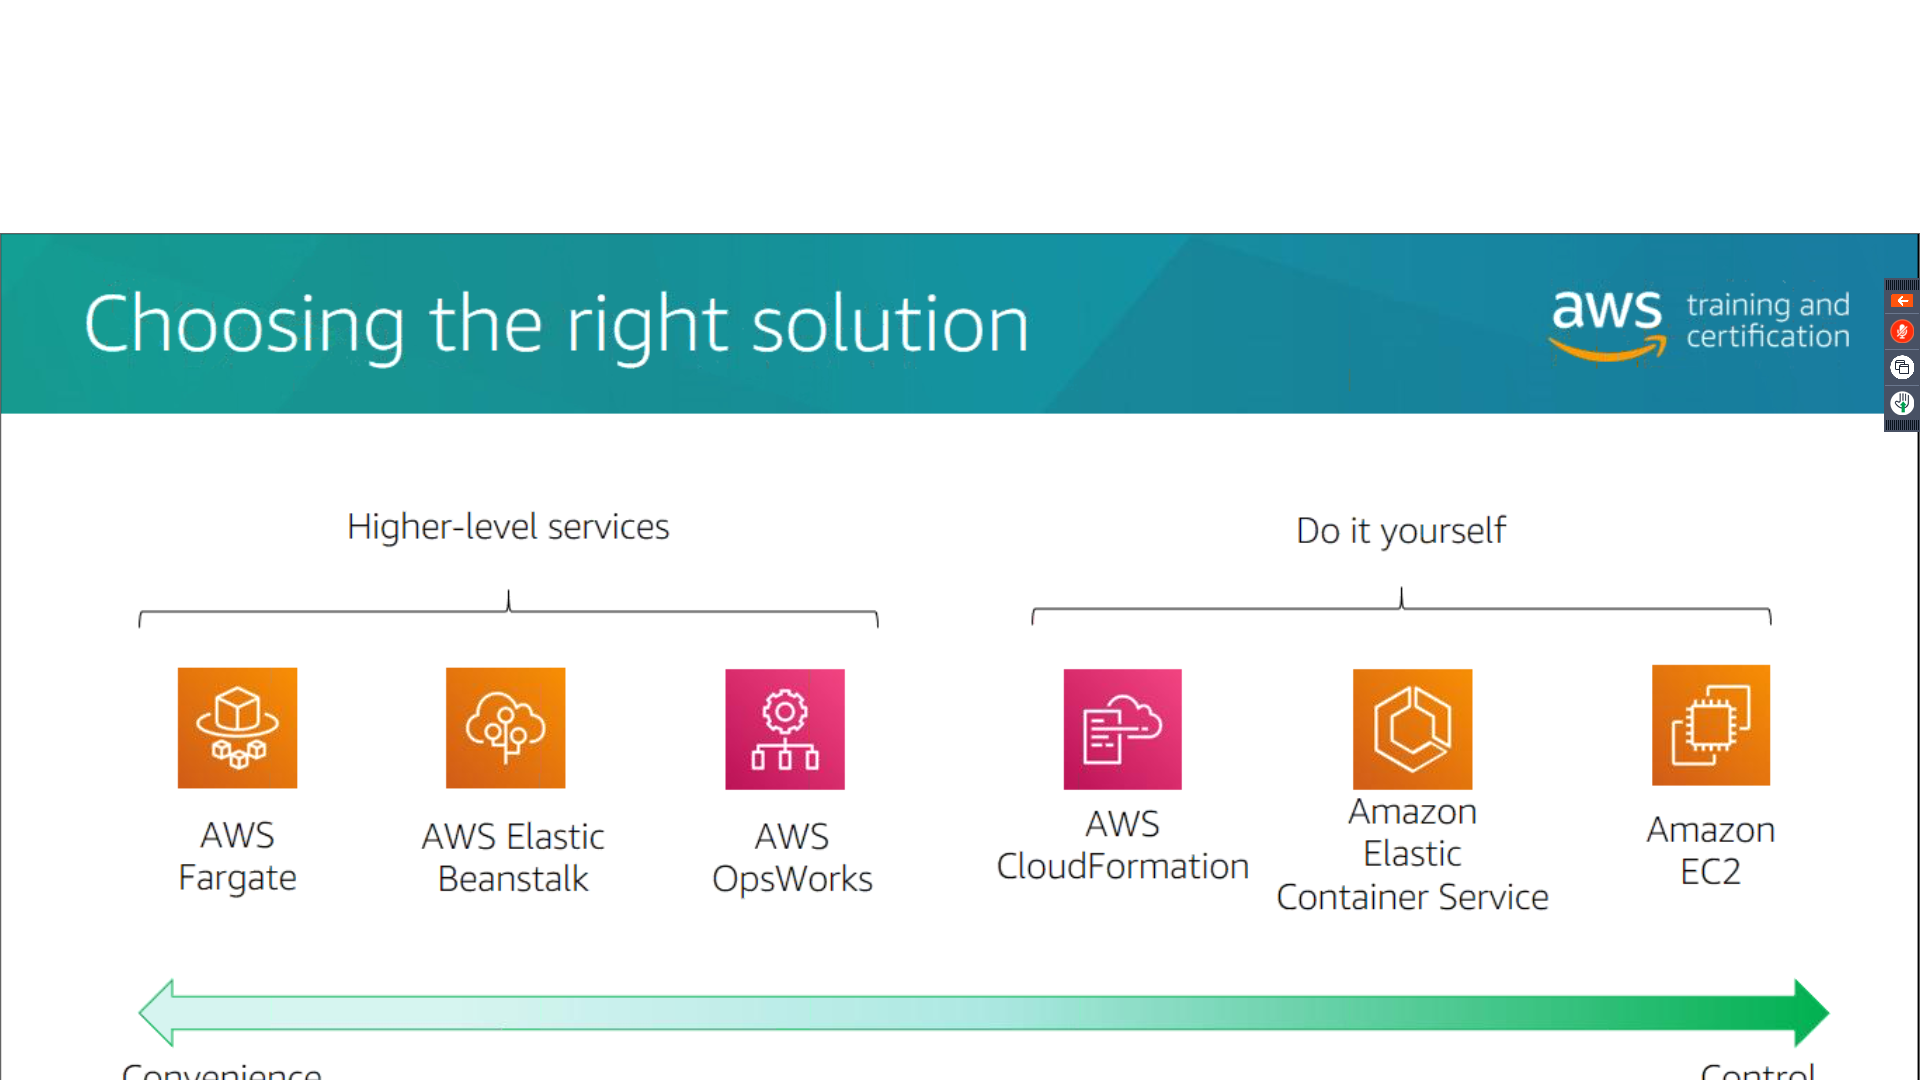 Choosing the right solution
aws
training and
certification
Higher-level services
Do it yourself
AWS
Fargate
AWS Elastic
Beanstalk
AWS
OpsWorks
AWS
CloudFormation
Amazon
Elastic
Container Service
Amazon
EC2
Convenience
Control